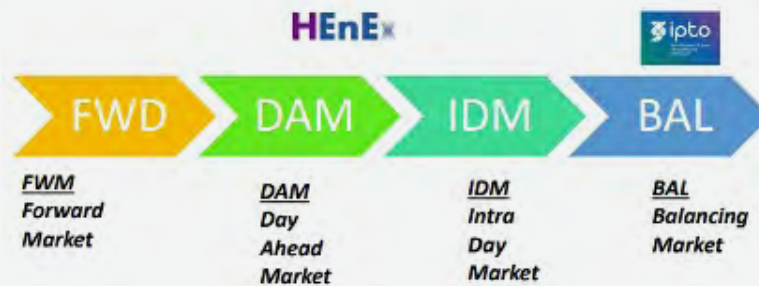 HEnEx
ipto
FWD
DAM
IDM
BAL
FWM
Forward
Market
DAM
Day
Ahead
Market
IDM
Intra
Day
Market
BAL
Balancing
Market